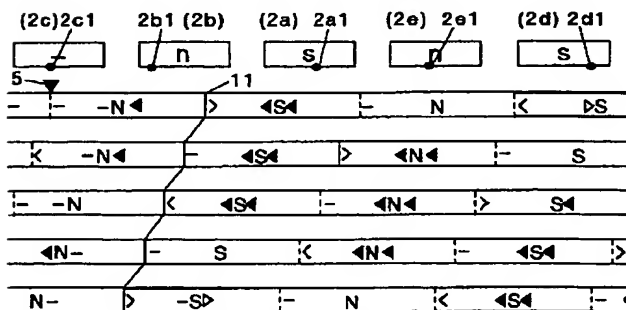 (2c) 2c1 2b1 (2b) (2a) 2a1 (2e) 2e1 (2d) 2d1
- n s n s
5 11
- - -N◀ > ◀S◀ - N < ▷S
< -N◀ - ◀S◀ > ◀N◀ - S
- -N < ◀S◀ - ◀N◀ > S◀
◀N- - S < ◀N◀ - ◀S◀ >
N- > -S▷ - N < ◀S◀ -